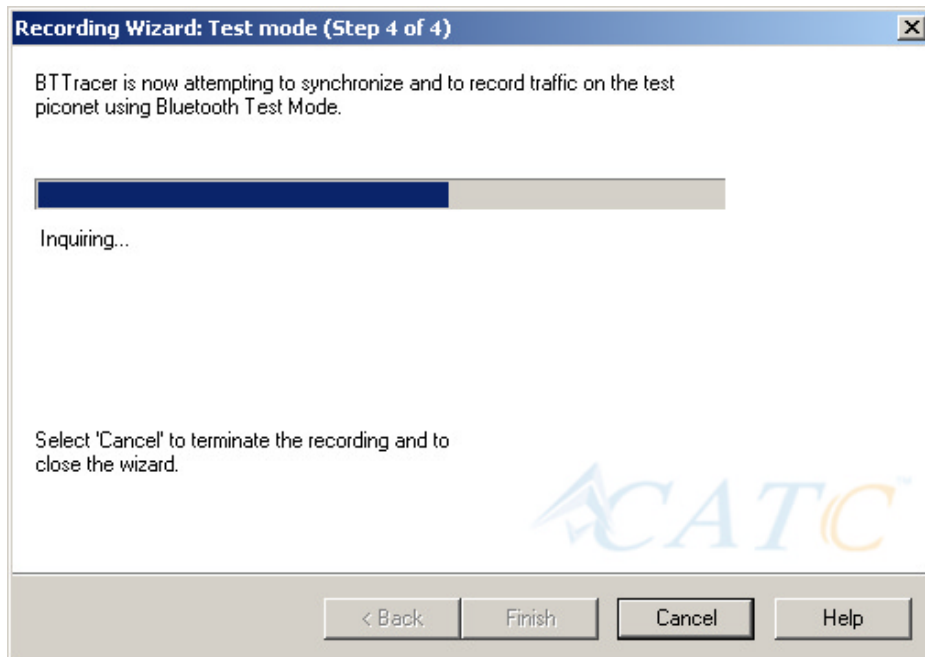 Recording Wizard: Test mode (Step 4 of 4)
BTTracer is now attempting to synchronize and to record traffic on the test
piconet using Bluetooth Test Mode.
Inquiring...
Select 'Cancel' to terminate the recording and to
close the wizard.
CATC™
< Back
Finish
Cancel
Help